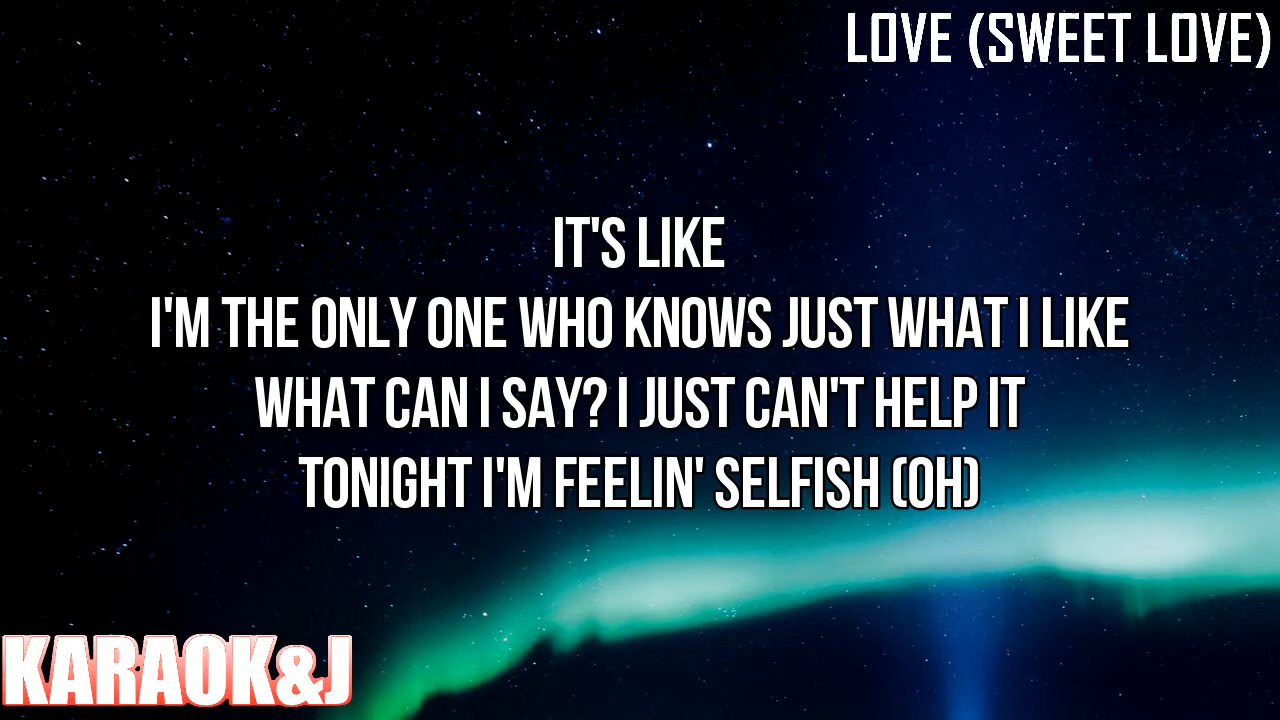 LOVE (SWEET LOVE)
IT'S LIKE
I'M THE ONLY ONE WHO KNOWS JUST WHAT I LIKE
WHAT CAN I SAY? I JUST CAN'T HELP IT
TONIGHT I'M FEELIN' SELFISH (OH)
KARAOK&J